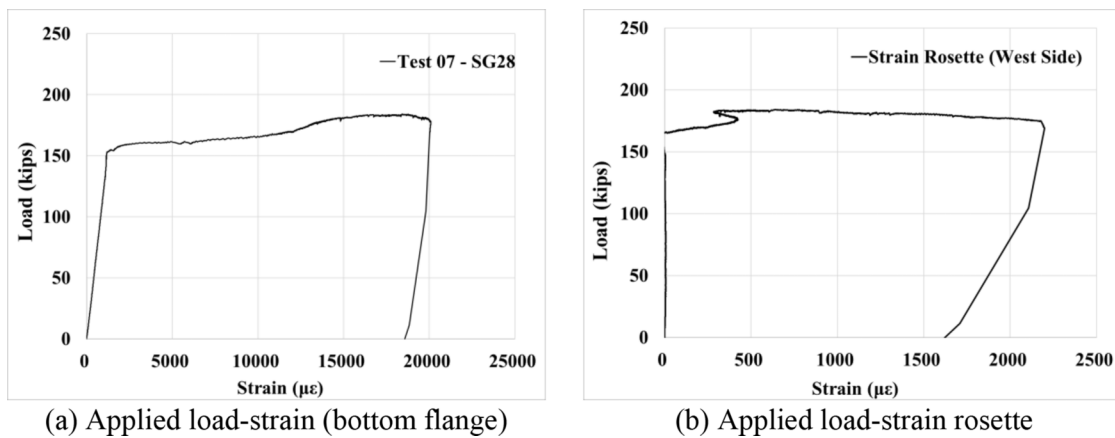 250
200
150
100
50
0
Load (kips)
Test 07 - SG28
0 5000 10000 15000 20000 25000
Strain (με)
(a) Applied load-strain (bottom flange)
250
200
150
100
50
0
Load (kips)
Strain Rosette (West Side)
0 500 1000 1500 2000 2500
Strain (με)
(b) Applied load-strain rosette